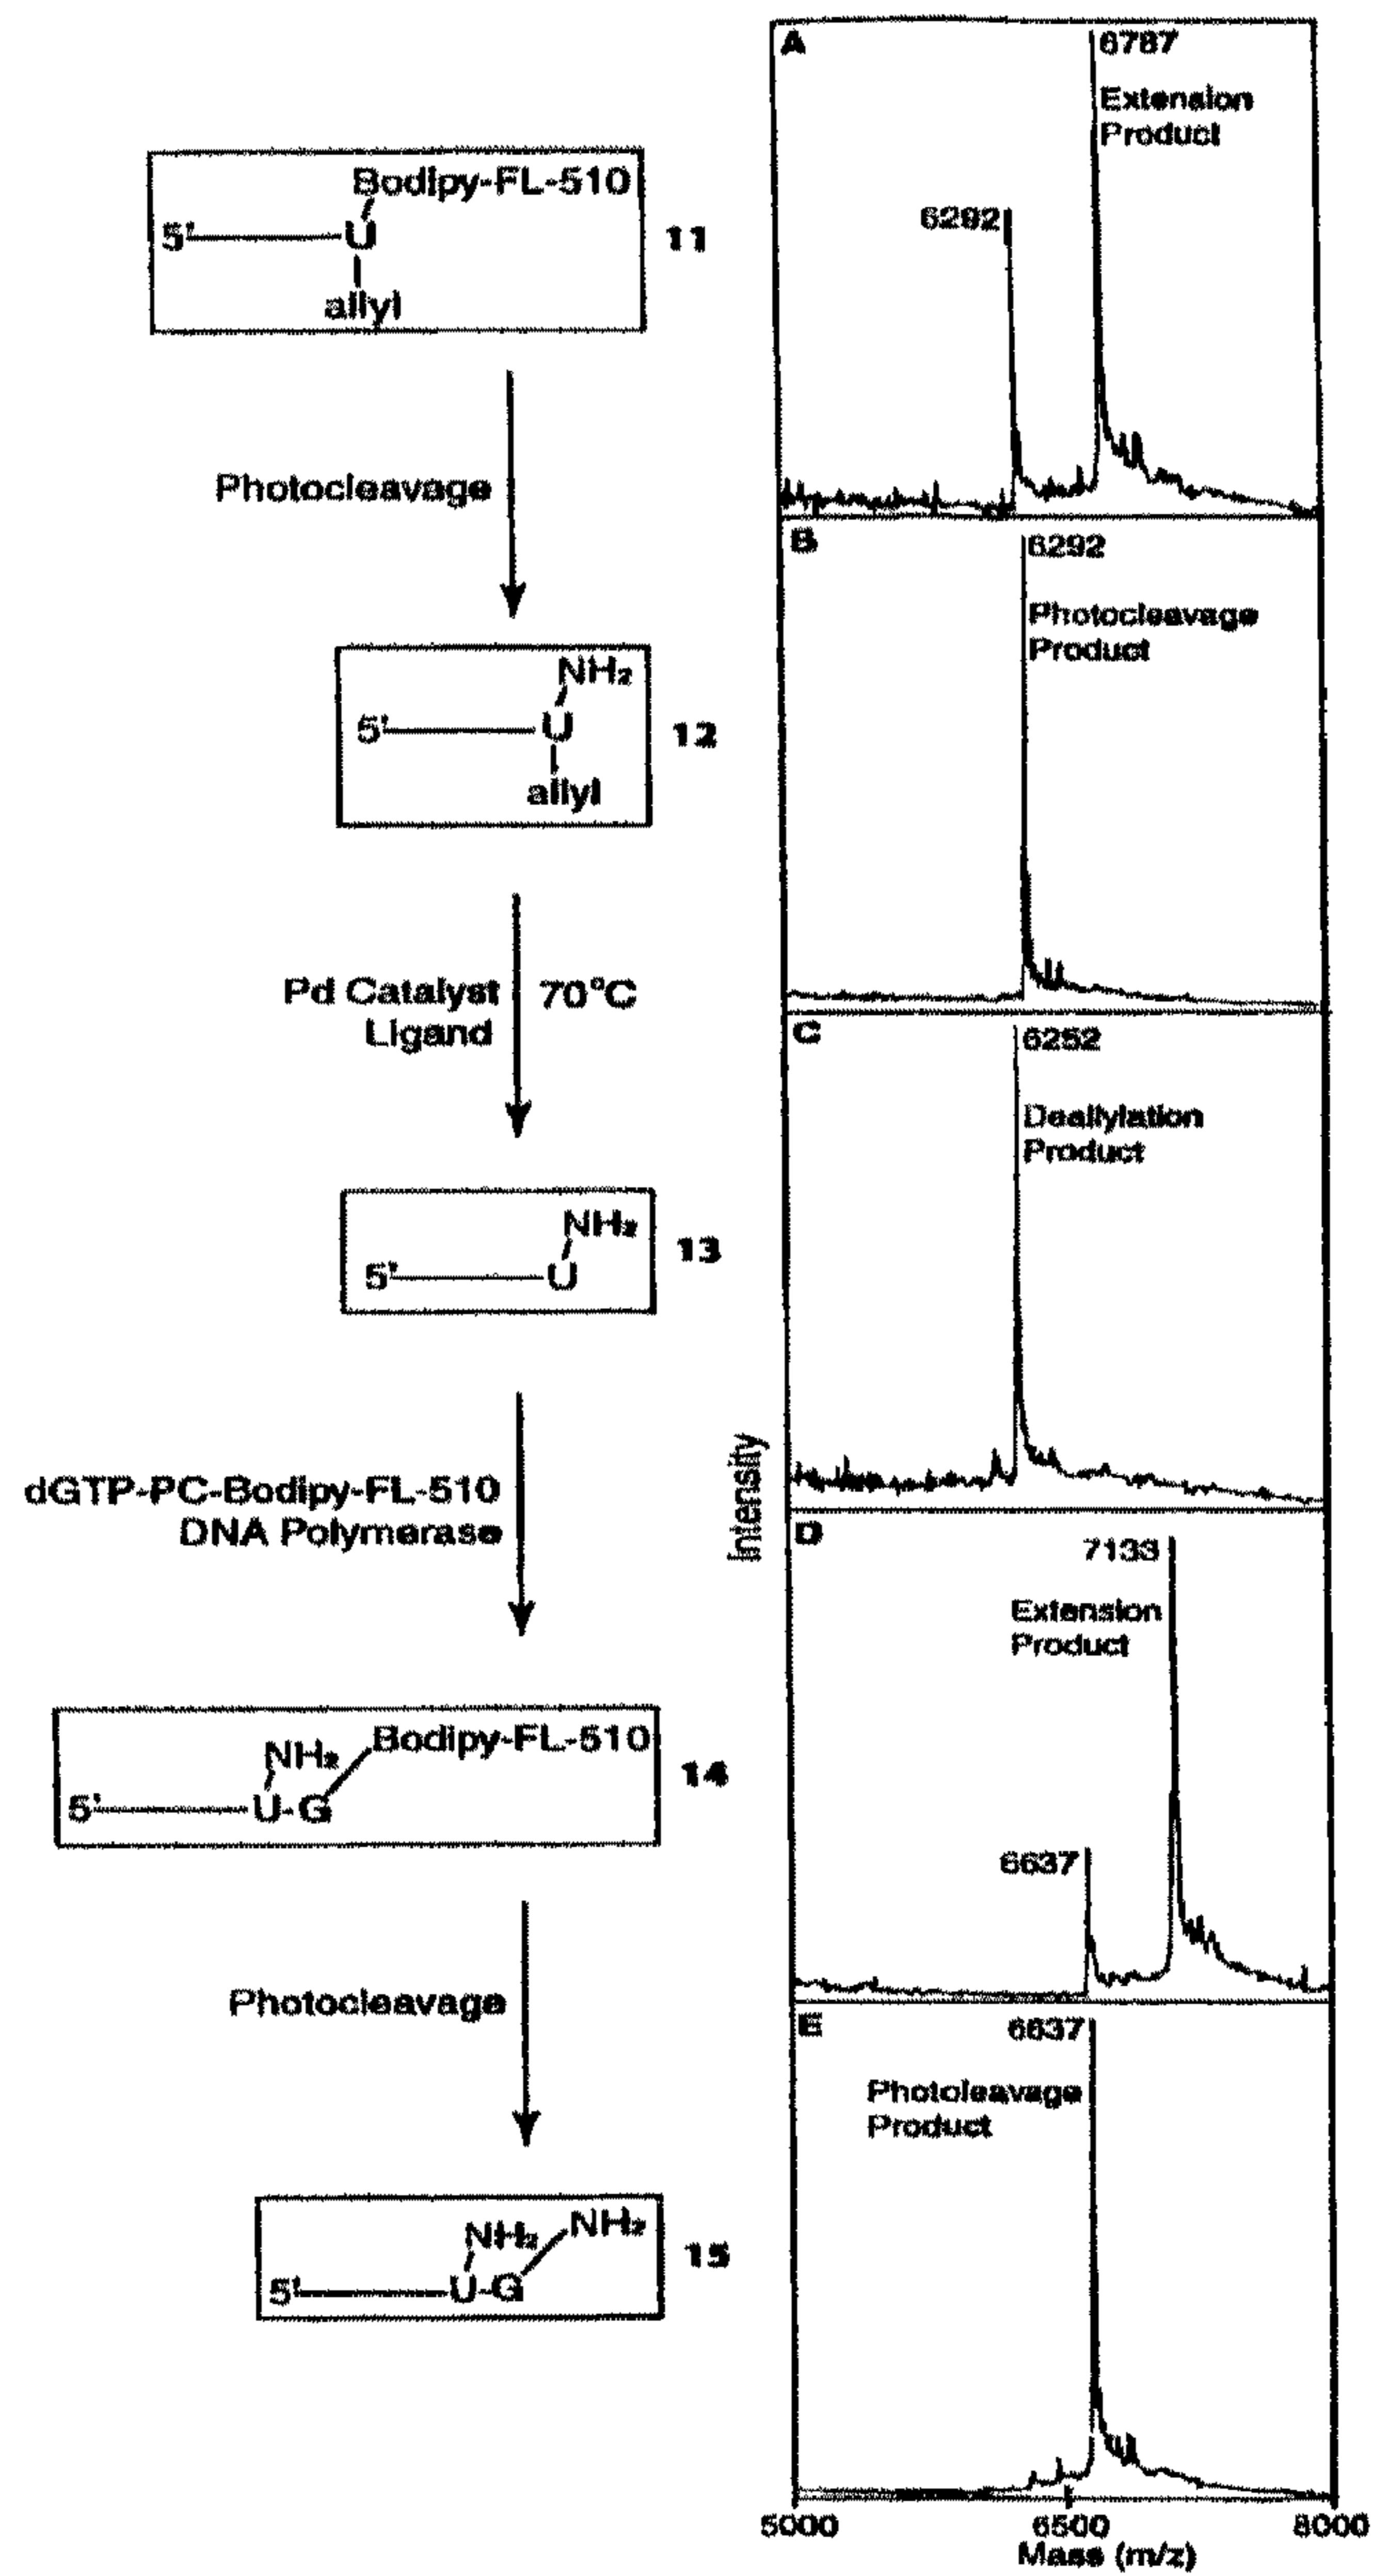 Bodipy-FL-510
5' U
allyl
11
Photocleavage
NH₂
5' U
allyl
12
Pd Catalyst 70°C
Ligand
NH₂
5' U
13
dGTP-PC-Bodipy-FL-510
DNA Polymerase
NH₂ Bodipy-FL-510
5' U-G
14
Photocleavage
NH₂ NH₂
5' U-G
15
A 6787
Extension
Product
6292
B 6292
Photocleavage
Product
C 6252
Deallylation
Product
Intensity
D 7133
Extension
Product
6637
E 6637
Photoleavage
Product
5000 6500 8000
Mass (m/z)